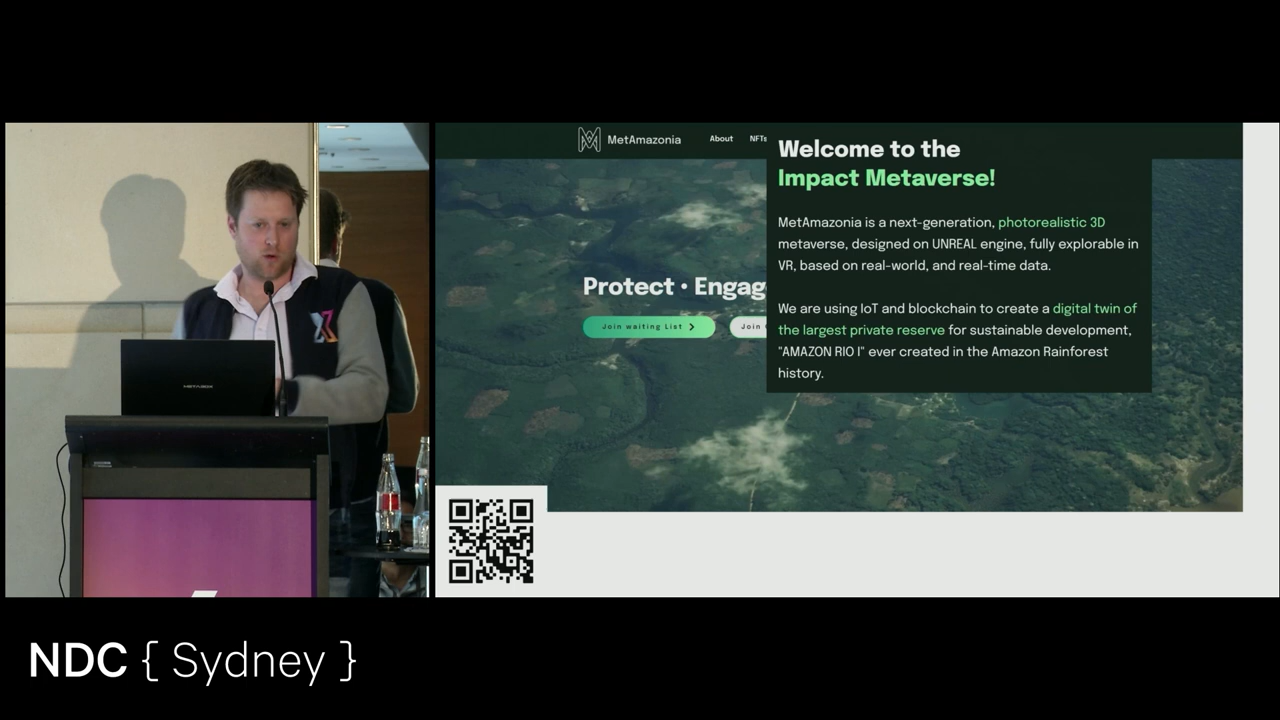 MetAmazonia
About
NFTs
Welcome to the
Impact Metaverse!
MetAmazonia is a next-generation, photorealistic 3D
metaverse, designed on UNREAL engine, fully explorable in
VR, based on real-world, and real-time data.
We are using IoT and blockchain to create a digital twin of
the largest private reserve for sustainable development,
"AMAZON RIO I" ever created in the Amazon Rainforest
history.
Protect • Engag
Join waiting List
Join
NDC { Sydney }